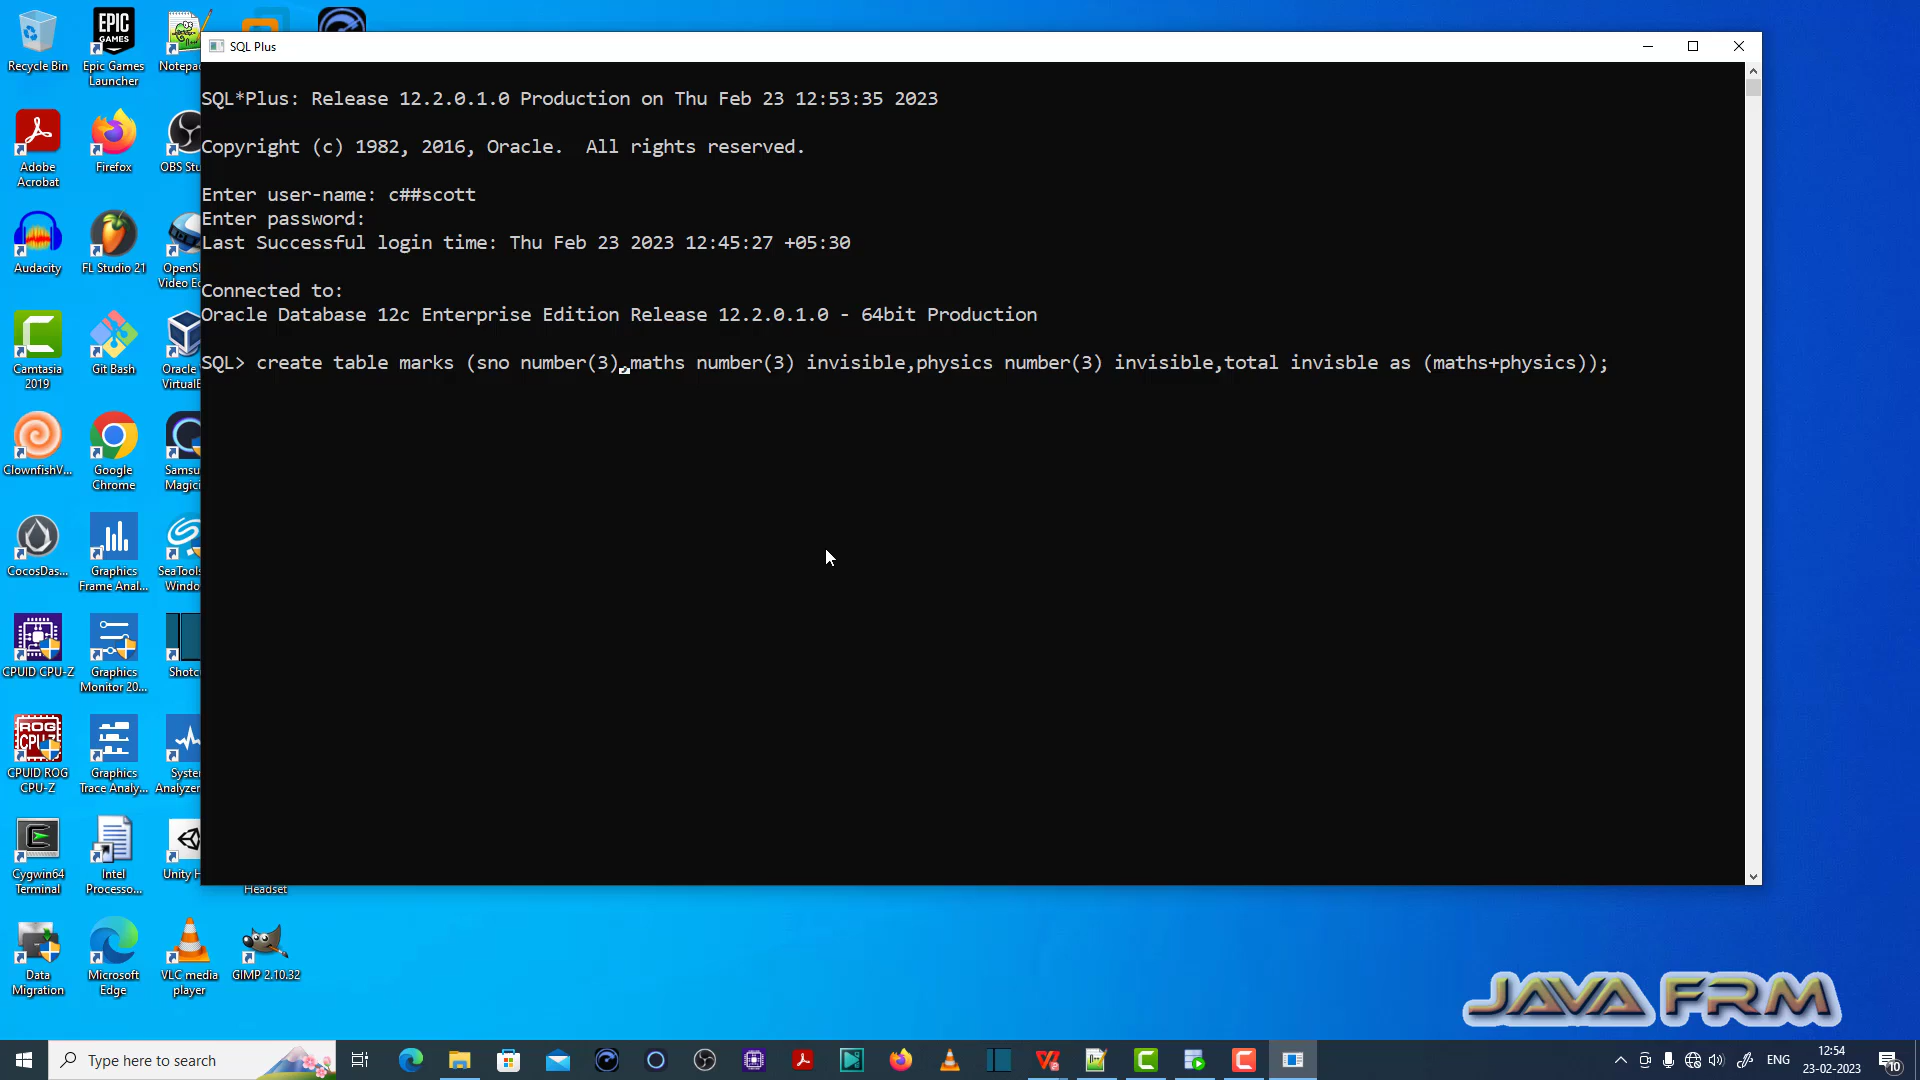 Recycle Bin
Epic Games Launcher
EPIC GAMES
SQL Plus
SQL*Plus: Release 12.2.0.1.0 Production on Thu Feb 23 12:53:35 2023
Copyright (c) 1982, 2016, Oracle.  All rights reserved.
Enter user-name: c##scott
Enter password:
Last Successful login time: Thu Feb 23 2023 12:45:27 +05:30
Connected to:
Oracle Database 12c Enterprise Edition Release 12.2.0.1.0 - 64bit Production
SQL> create table marks (sno number(3),maths number(3) invisible,physics number(3) invisible,total invisble as (maths+physics));
Adobe Acrobat
Firefox
OBS Stu
Audacity
FL Studio 21
OpenSh
Video Ec
Camtasia 2019
Git Bash
Oracle
VirtualB
ClownfishV...
Google Chrome
Samsu
Magici
CocosDas...
Graphics Frame Anal...
SeaTools
Windo
CPUID CPU-Z
Graphics Monitor 20...
Shotc
ROG CPU-Z
CPUID ROG CPU-Z
Graphics Trace Analy...
Syste
Analyzer
Cygwin64 Terminal
Intel Processo...
Unity H
Headset
Data Migration
Microsoft Edge
VLC media player
GIMP 2.10.32
JAVA FRM
Type here to search
ENG
12:54
23-02-2023
10